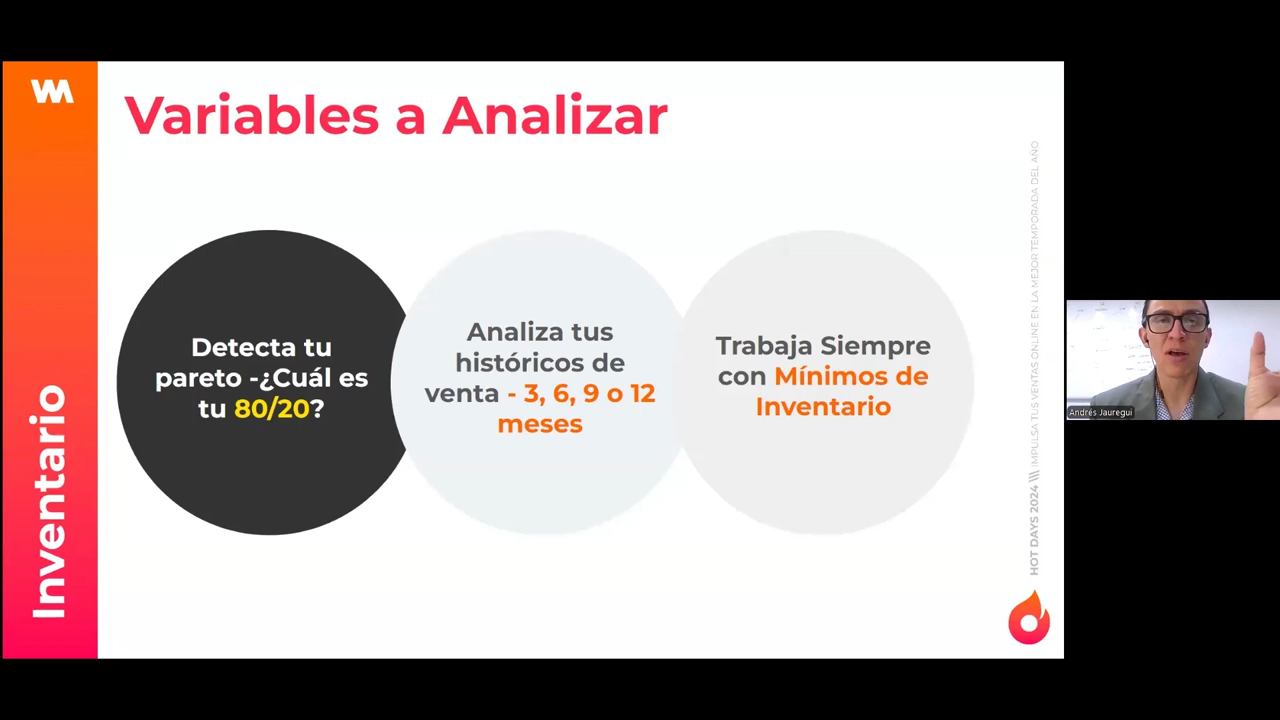 Variables a Analizar
Detecta tu
pareto -¿Cuál es
tu 80/20?
Analiza tus
históricos de
venta - 3, 6, 9 o 12
meses
Trabaja Siempre
con Mínimos de
Inventario
Inventario
HOT DAYS 2024 \\\ IMPULSA TUS VENTAS ONLINE EN LA MEJOR TEMPORADA DEL AÑO
Andrés Jauregui